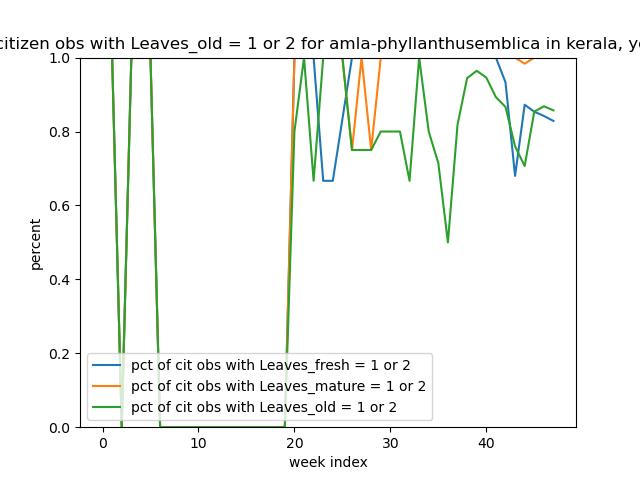 citizen obs with Leaves_old = 1 or 2 for amla-phyllanthusemblica in kerala,
1.0
0.8
0.6
0.4
0.2
0.0
percent
pct of cit obs with Leaves_fresh = 1 or 2
pct of cit obs with Leaves_mature = 1 or 2
pct of cit obs with Leaves_old = 1 or 2
0 10 20 30 40
week index